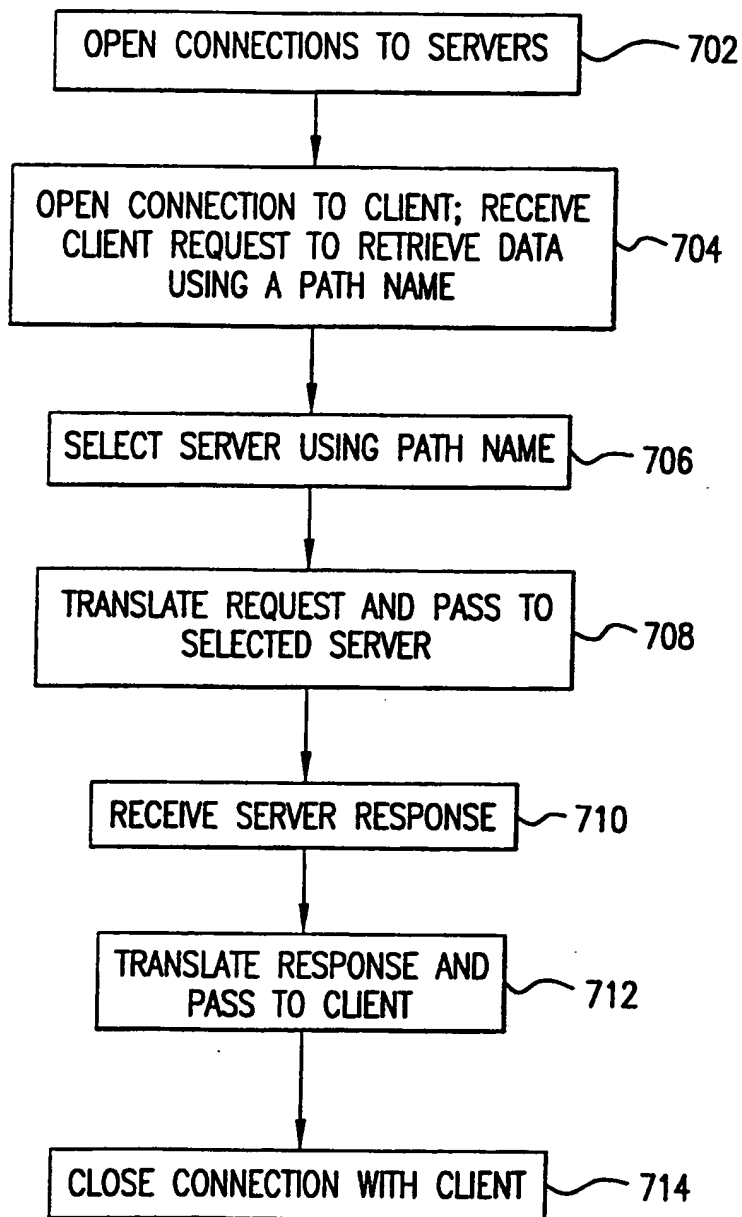 OPEN CONNECTIONS TO SERVERS
702
OPEN CONNECTION TO CLIENT; RECEIVE
CLIENT REQUEST TO RETRIEVE DATA
USING A PATH NAME
704
SELECT SERVER USING PATH NAME
706
TRANSLATE REQUEST AND PASS TO
SELECTED SERVER
708
RECEIVE SERVER RESPONSE
710
TRANSLATE RESPONSE AND
PASS TO CLIENT
712
CLOSE CONNECTION WITH CLIENT
714